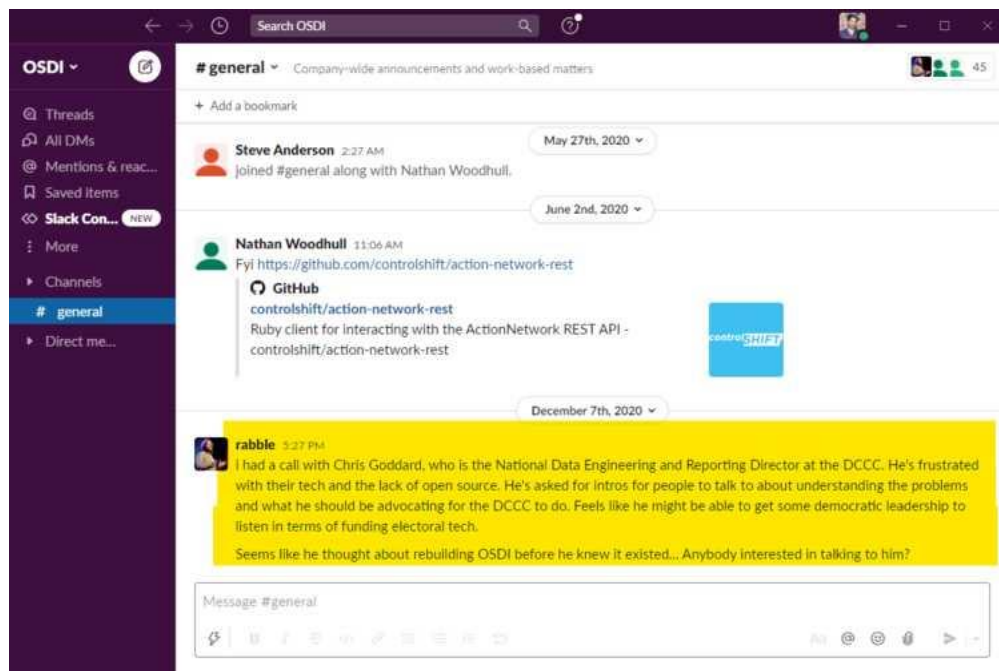 Search OSDI
OSDI
# general
Company-wide announcements and work-based matters
45
+ Add a bookmark
Threads
All DMs
Mentions & reac...
Saved items
Slack Con... NEW
More
Channels
# general
Direct me...
May 27th, 2020
Steve Anderson 2:27 AM
joined #general along with Nathan Woodhull.
June 2nd, 2020
Nathan Woodhull 11:06 AM
Fyi https://github.com/controlshift/action-network-rest
GitHub
controlshift/action-network-rest
Ruby client for interacting with the ActionNetwork REST API -
controlshift/action-network-rest
controlSHIFT
December 7th, 2020
rabble 5:27 PM
I had a call with Chris Goddard, who is the National Data Engineering and Reporting Director at the DCCC. He's frustrated
with their tech and the lack of open source. He's asked for intros for people to talk to about understanding the problems
and what he should be advocating for the DCCC to do. Feels like he might be able to get some democratic leadership to
listen in terms of funding electoral tech.
Seems like he thought about rebuilding OSDI before he knew it existed... Anybody interested in talking to him?
Message #general
Aa